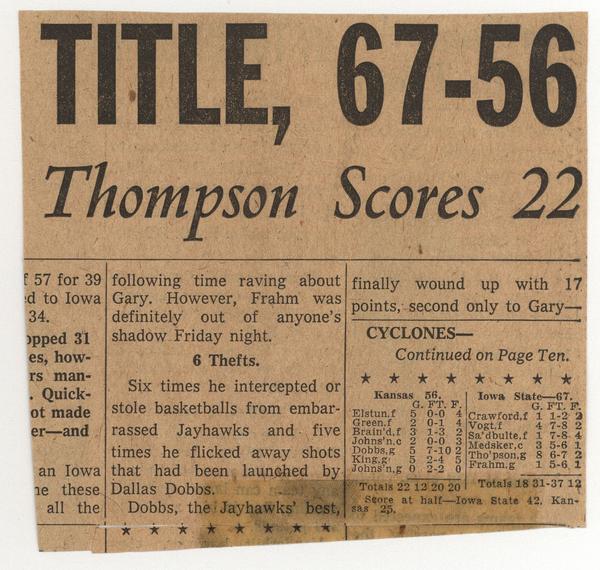 TITLE, 67-56
Thompson Scores 22
f 57 for 39
ed to Iowa
34.
opped 31
es, how-
rs man-
. Quick-
ot made
er—and
an Iowa
ne these
all the
following time raving about
Gary. However, Frahm was
definitely out of anyone's
shadow Friday night.
6 Thefts.
Six times he intercepted or
stole basketballs from embar-
rassed Jayhawks and five
times he flicked away shots
that had been launched by
Dallas Dobbs.
Dobbs, the Jayhawks' best,
★ ★ ★ ★ ★ ★ ★ ★
finally wound up with 17
points, second only to Gary—
CYCLONES—
Continued on Page Ten.
★ ★ ★ ★ ★ ★ ★ ★
Kansas 56.
G. FT. F.
Elstun,f 5 0-0 4
Green,f 2 0-1 4
Brain'd,f 3 1-3 2
Johns'n,c 2 0-0 3
Dobbs,g 5 7-10 2
King,g 5 2-4 5
Johns'n,g 0 2-2 0
Totals 22 12 20 20
Iowa State—67.
G. FT. F.
Crawford,f 1 1-2 2
Vogt,f 4 7-8 2
Sa'dbulte,f 1 7-8 4
Medsker,c 3 5-6 1
Tho'pson,g 8 6-7 2
Frahm,g 1 5-6 1
Totals 18 31-37 12
Score at half—Iowa State 42, Kan-
sas 25.